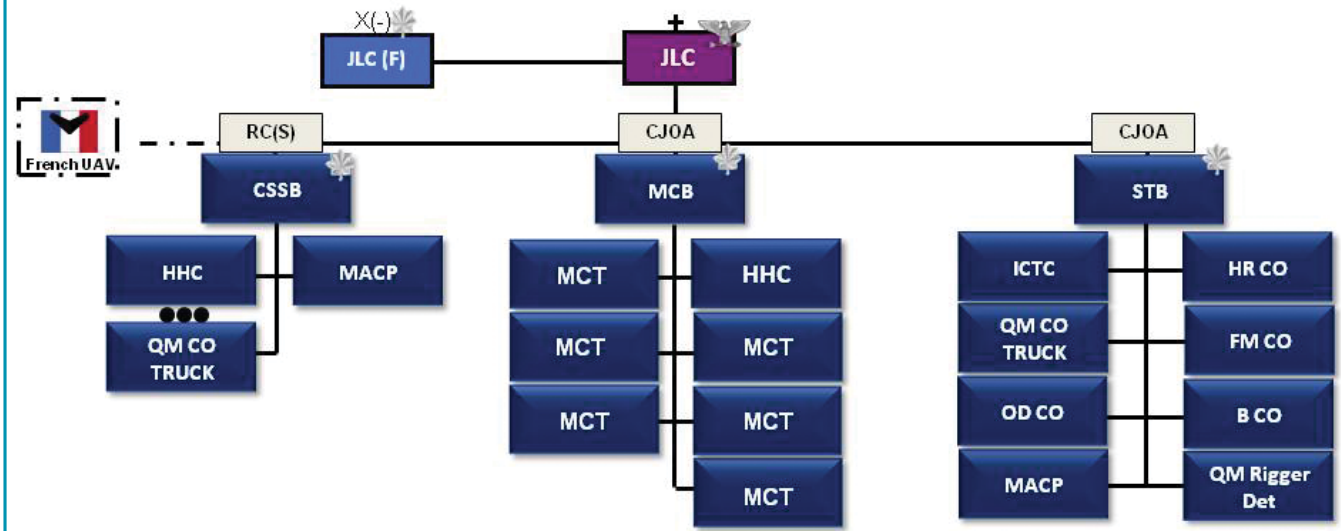 X(-)
+
JLC (F)
JLC
French UAV
RC(S)
CJOA
CJOA
CSSB
MCB
STB
HHC
MACP
QM CO
TRUCK
MCT
HHC
MCT
MCT
MCT
MCT
MCT
ICTC
HR CO
QM CO
TRUCK
FM CO
OD CO
B CO
MACP
QM Rigger
Det